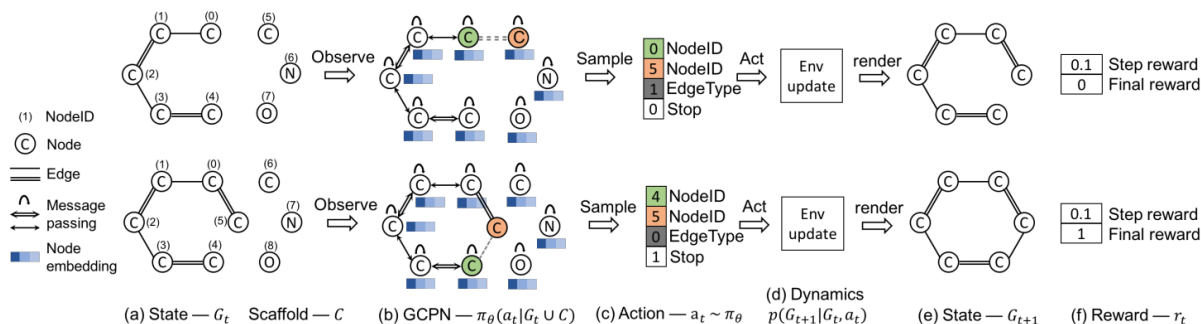 (1) (0) (5)
C C C
(6)
N
C (2)
(3) (4) (7)
C C O
Observe
C C C
C
N
C C O
Sample
0 NodeID
5 NodeID
1 EdgeType
0 Stop
Act
Env
update
render
C C
C
C
C C
0.1 Step reward
0 Final reward
(1) NodeID
C Node
Edge
Message
passing
Node
embedding
(1) (0) (6)
C C C
(7)
N
C (2) (5) C
(3) (4) (8)
C C O
Observe
C C C
C
C
N
C C O
Sample
4 NodeID
5 NodeID
0 EdgeType
1 Stop
Act
Env
update
render
C C
C C
C C
0.1 Step reward
1 Final reward
(a) State — G_t
Scaffold — C
(b) GCPN — π_θ(a_t|G_t ∪ C)
(c) Action — a_t ~ π_θ
(d) Dynamics
p(G_{t+1}|G_t, a_t)
(e) State — G_{t+1}
(f) Reward — r_t